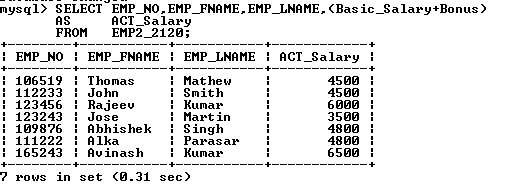 mysql> SELECT EMP_NO,EMP_FNAME,EMP_LNAME,(Basic_Salary+Bonus)
AS ACT_Salary
FROM EMP2_2120;
+--------+-----------+-----------+------------+
| EMP_NO | EMP_FNAME | EMP_LNAME | ACT_Salary |
+--------+-----------+-----------+------------+
| 106519 | Thomas | Mathew | 4500 |
| 112233 | John | Smith | 4500 |
| 123456 | Rajeev | Kumar | 6000 |
| 123243 | Jose | Martin | 3500 |
| 109876 | Abhishek | Singh | 4800 |
| 111222 | Alka | Parasar | 4800 |
| 165243 | Avinash | Kumar | 6500 |
+--------+-----------+-----------+------------+
7 rows in set (0.31 sec)